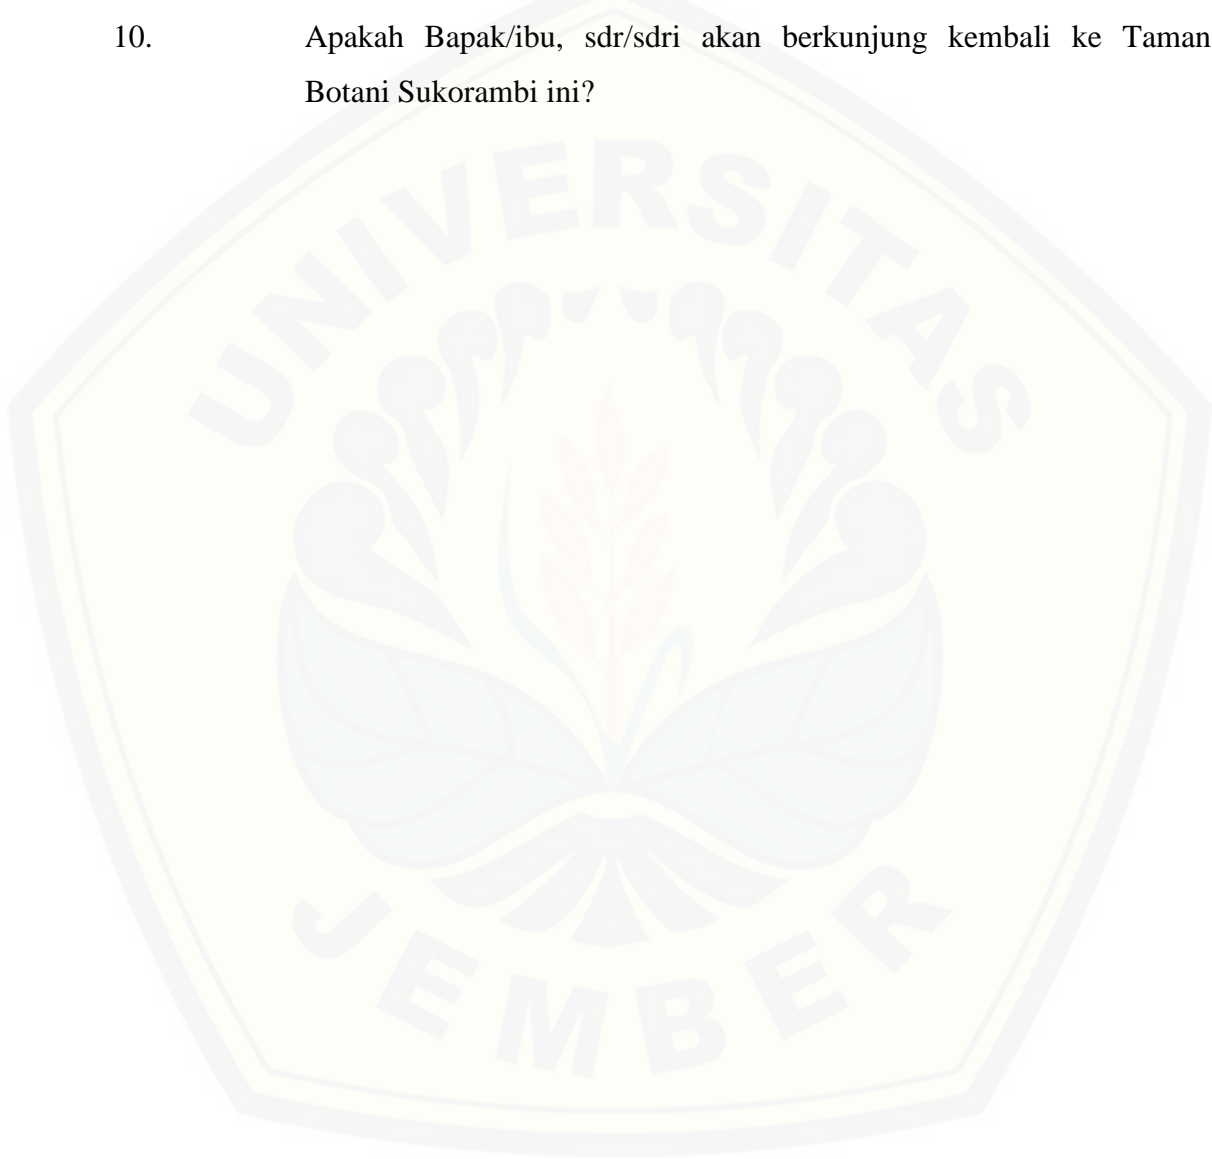 10. Apakah Bapak/ibu, sdr/sdri akan berkunjung kembali ke Taman
Botani Sukorambi ini?
UNIVERSITAS
JEMBER